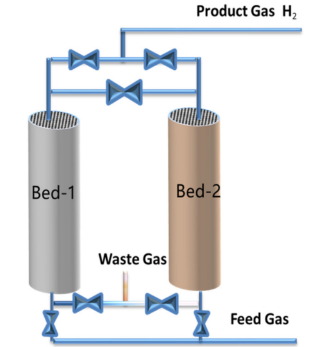 Product Gas H₂
Bed-1
Bed-2
Waste Gas
Feed Gas